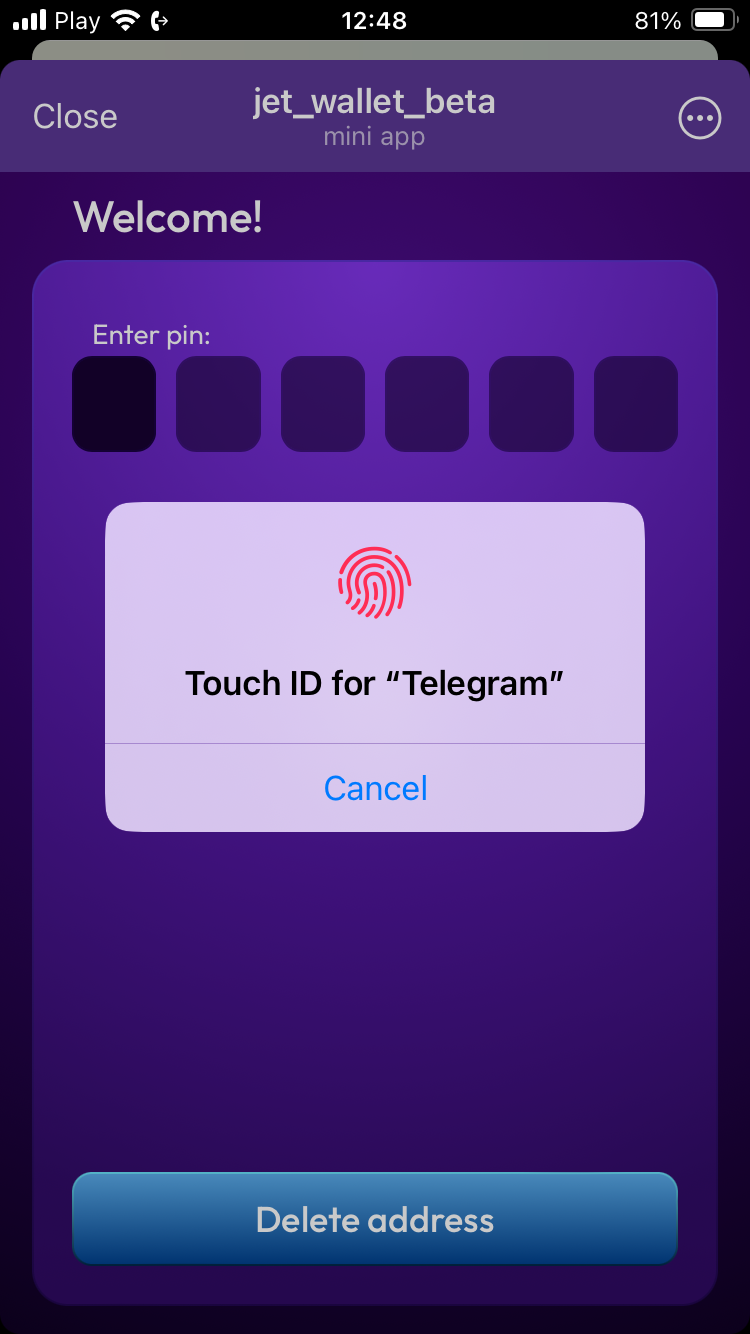 Play 12:48 81%
Close
jet_wallet_beta
mini app
Welcome!
Enter pin:
Touch ID for “Telegram”
Cancel
Delete address